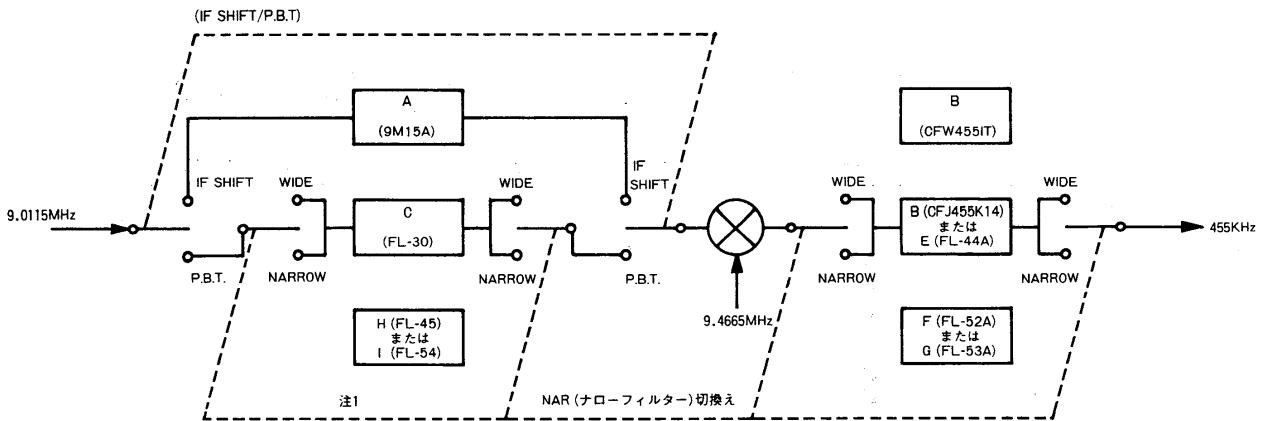 (IF SHIFT/P.B.T)
A
(9M15A)
B
(CFW455IT)
IF SHIFT
WIDE
WIDE
IF
SHIFT
WIDE
WIDE
9.0115MHz
C
(FL-30)
B (CFJ455K14)
または
E (FL-44A)
455KHz
P.B.T.
NARROW
NARROW
P.B.T.
NARROW
NARROW
9.4665MHz
H (FL-45)
または
I (FL-54)
F (FL-52A)
または
G (FL-53A)
注1
NAR (ナローフィルター) 切換え